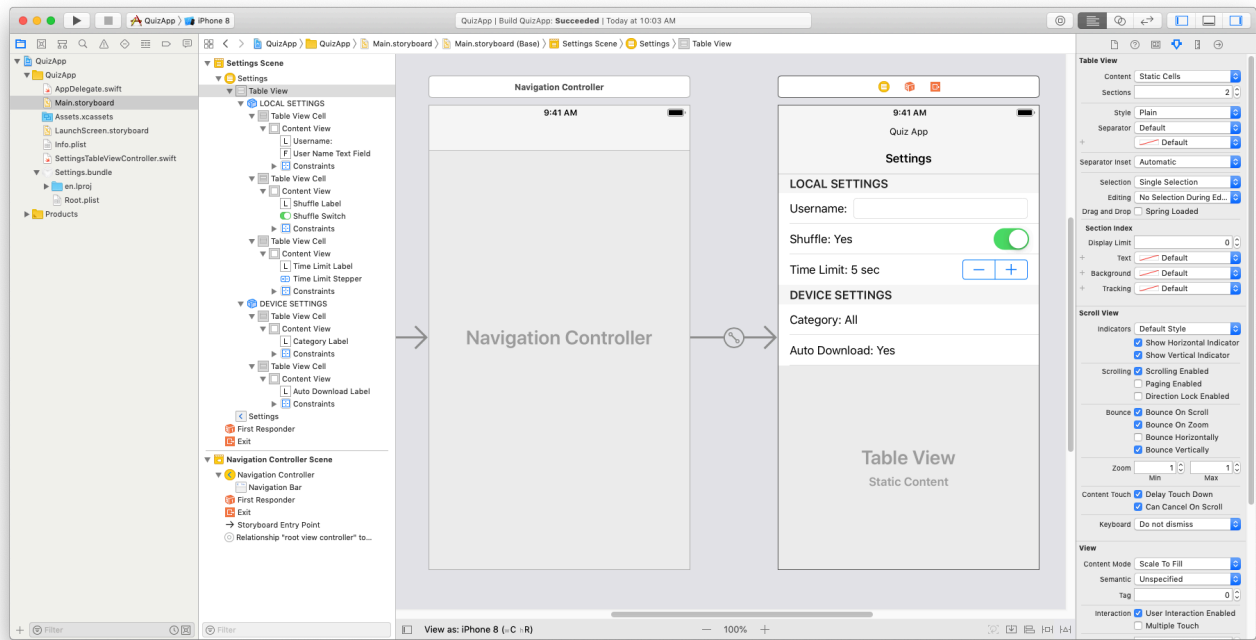 QuizApp iPhone 8
QuizApp | Build QuizApp: Succeeded | Today at 10:03 AM
QuizApp QuizApp Main.storyboard Main.storyboard (Base) Settings Scene Settings Table View
QuizApp
QuizApp
AppDelegate.swift
Main.storyboard
Assets.xcassets
LaunchScreen.storyboard
Info.plist
SettingsTableViewController.swift
Settings.bundle
en.lproj
Root.plist
Products
Filter
Settings Scene
Settings
Table View
LOCAL SETTINGS
Table View Cell
Content View
L Username:
F User Name Text Field
Constraints
Table View Cell
Content View
L Shuffle Label
Shuffle Switch
Constraints
Table View Cell
Content View
L Time Limit Label
Time Limit Stepper
Constraints
DEVICE SETTINGS
Table View Cell
Content View
L Category Label
Constraints
Table View Cell
Content View
L Auto Download Label
Constraints
Settings
First Responder
Exit
Navigation Controller Scene
Navigation Controller
Navigation Bar
First Responder
Exit
Storyboard Entry Point
Relationship "root view controller" to...
Filter
Navigation Controller
9:41 AM
Navigation Controller
9:41 AM
Quiz App
Settings
LOCAL SETTINGS
Username:
Shuffle: Yes
Time Limit: 5 sec
DEVICE SETTINGS
Category: All
Auto Download: Yes
Table View
Static Content
View as: iPhone 8 (wC hR)
100%
Table View
Content Static Cells
Sections 2
Style Plain
Separator Default
Default
Separator Inset Automatic
Selection Single Selection
Editing No Selection During Ed...
Drag and Drop Spring Loaded
Section Index
Display Limit 0
Text Default
Background Default
Tracking Default
Scroll View
Indicators Default Style
Show Horizontal Indicator
Show Vertical Indicator
Scrolling Scrolling Enabled
Paging Enabled
Direction Lock Enabled
Bounce Bounce On Scroll
Bounce On Zoom
Bounce Horizontally
Bounce Vertically
Zoom 1 1
Min Max
Content Touch Delay Touch Down
Can Cancel On Scroll
Keyboard Do not dismiss
View
Content Mode Scale To Fill
Semantic Unspecified
Tag 0
Interaction User Interaction Enabled
Multiple Touch